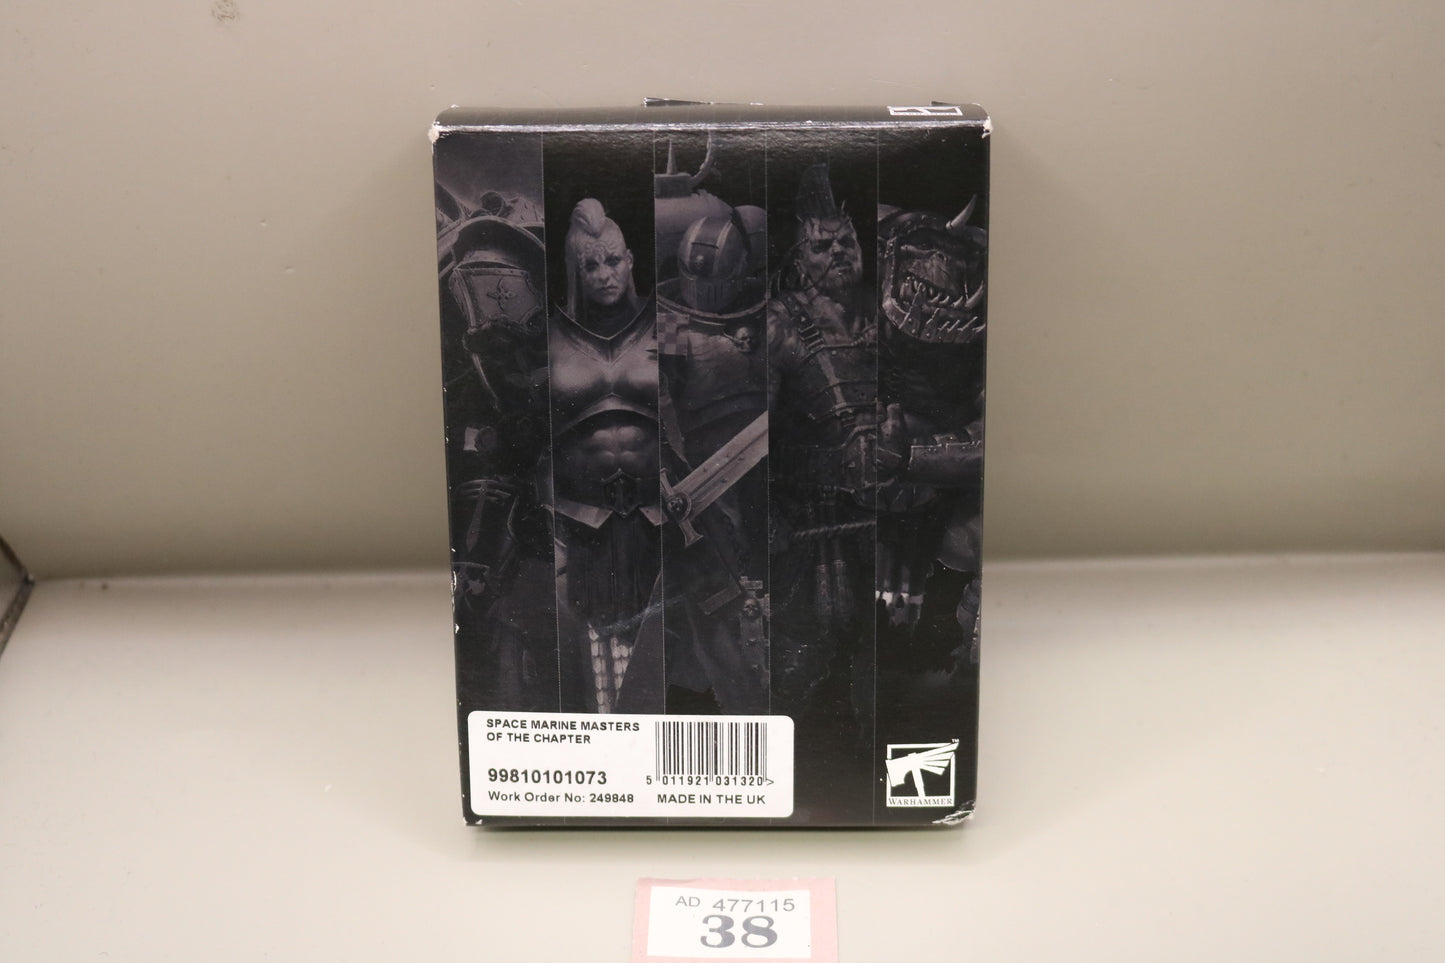 SPACE MARINE MASTERS
OF THE CHAPTER
99810101073
Work Order No: 249848
5 011921 031320 >
MADE IN THE UK
TM
WARHAMMER
AD 477115
38